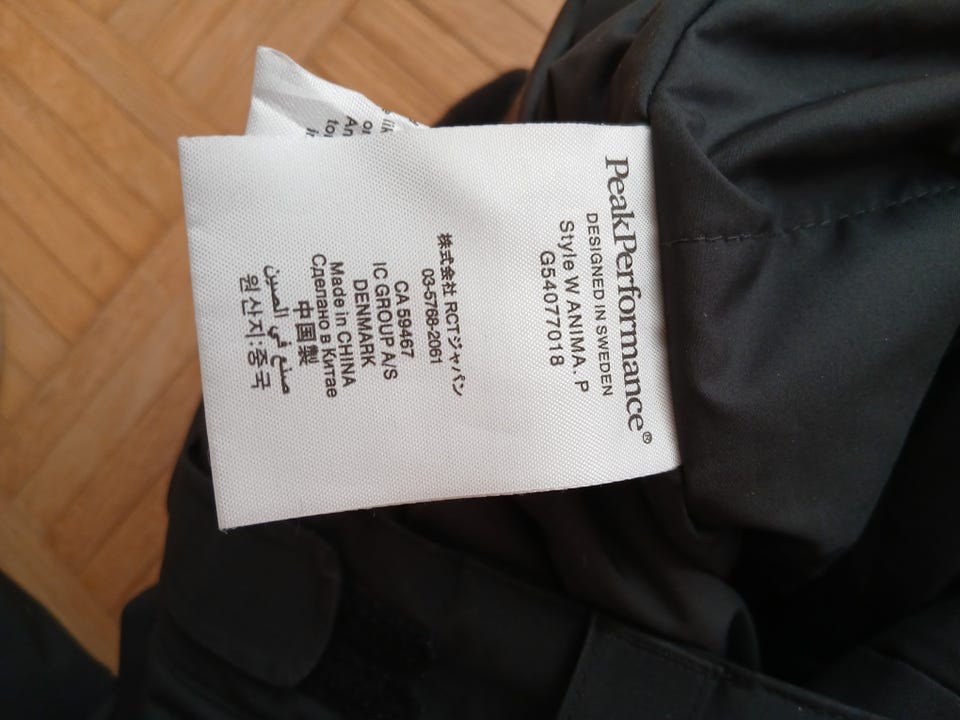 PeakPerformance®
DESIGNED IN SWEDEN
Style W ANIMA. P
G54077018
株式会社 RCTジャパン
03-5768-2061
CA 59467
IC GROUP A/S
DENMARK
Made in CHINA
Сделано в Китае
中国製
صنع في الصين
원산지:중국